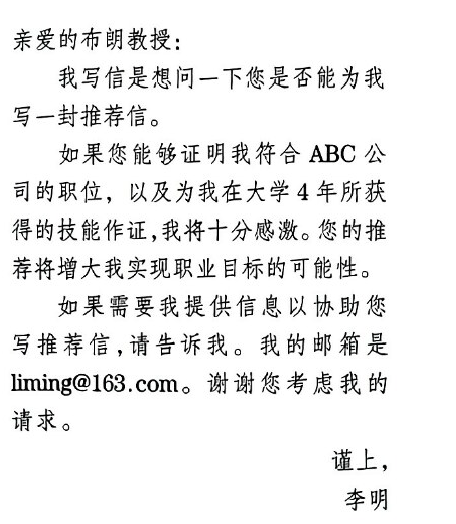 亲爱的布朗教授：
我写信是想问一下您是否能为我
写一封推荐信。
如果您能够证明我符合 ABC 公
司的职位，以及为我在大学 4 年所获
得的技能作证,我将十分感激。您的推
荐将增大我实现职业目标的可能性。
如果需要我提供信息以协助您
写推荐信,请告诉我。我的邮箱是
liming@163.com。谢谢您考虑我的
请求。
谨上，
李明